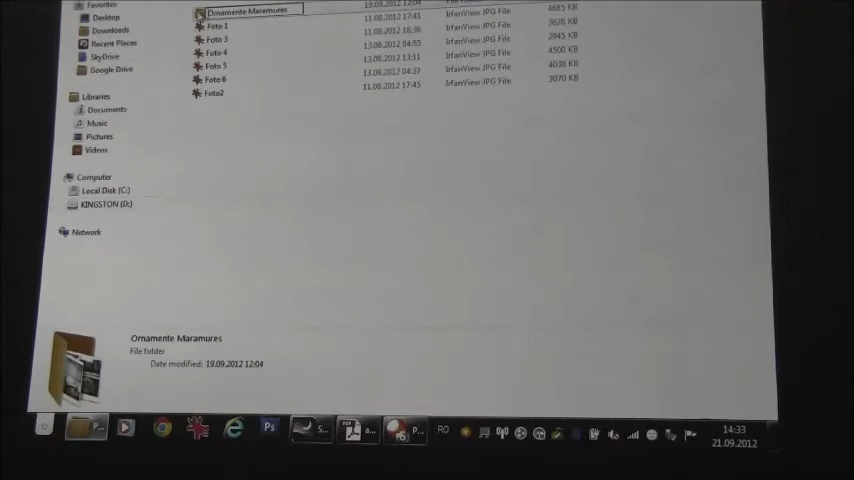 Favorites
Desktop
Downloads
Recent Places
SkyDrive
Google Drive
Libraries
Documents
Music
Pictures
Videos
Computer
Local Disk (C:)
KINGSTON (D:)
Network
Ornamente Maramures 19.09.2012 12:04 File folder
Foto 1 11.08.2012 17:41 IrfanView JPG File 4685 KB
Foto 3 11.08.2012 18:36 IrfanView JPG File 3626 KB
Foto 4 13.08.2012 04:55 IrfanView JPG File 2945 KB
Foto 5 13.08.2012 13:11 IrfanView JPG File 4500 KB
Foto 6 13.08.2012 04:37 IrfanView JPG File 4038 KB
Foto2 11.08.2012 17:45 IrfanView JPG File 3070 KB
Ornamente Maramures
File folder
Date modified: 19.09.2012 12:04
P...
Ps
S...
a...
P...
RO
14:33
21.09.2012